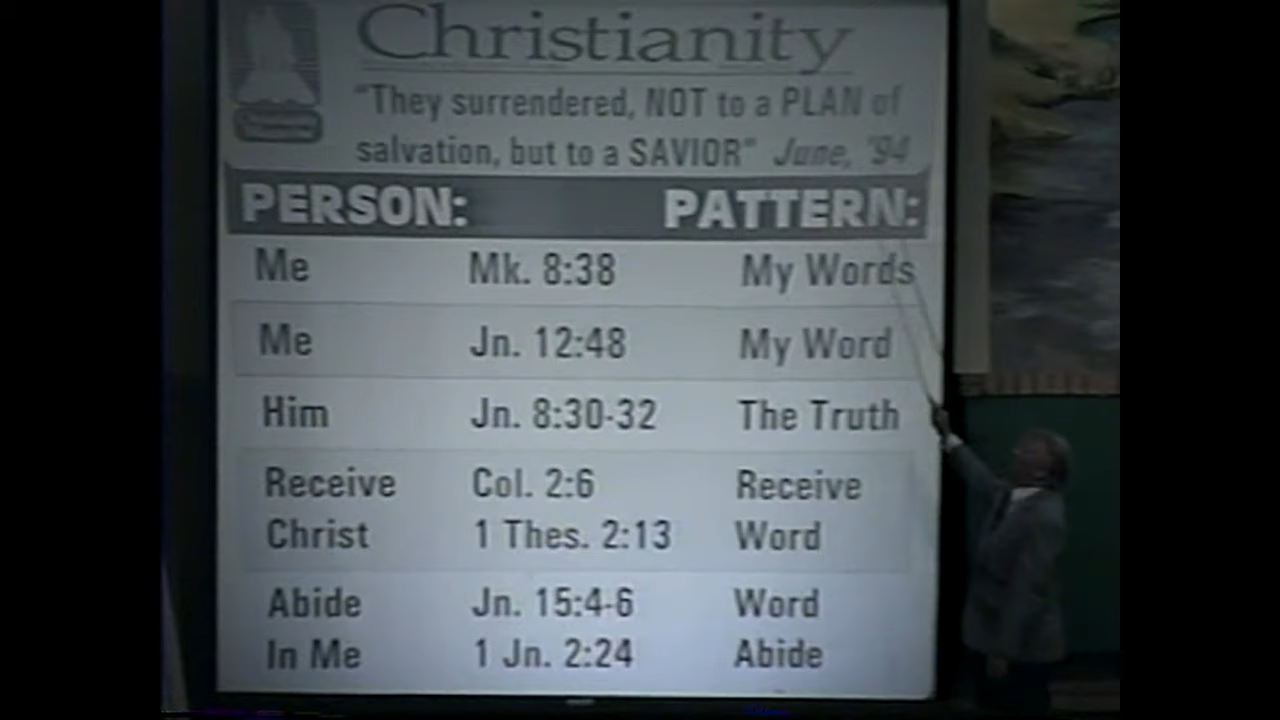 Christianity
"They surrendered, NOT to a PLAN of
salvation, but to a SAVIOR" June, '94
PERSON: PATTERN:
Me Mk. 8:38 My Words
Me Jn. 12:48 My Word
Him Jn. 8:30-32 The Truth
Receive Col. 2:6 Receive
Christ 1 Thes. 2:13 Word
Abide Jn. 15:4-6 Word
In Me 1 Jn. 2:24 Abide